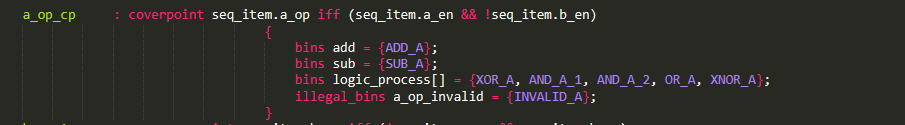 a_op_cp : coverpoint seq_item.a_op iff (seq_item.a_en && !seq_item.b_en)
{
bins add = {ADD_A};
bins sub = {SUB_A};
bins logic_process[] = {XOR_A, AND_A_1, AND_A_2, OR_A, XNOR_A};
illegal_bins a_op_invalid = {INVALID_A};
}